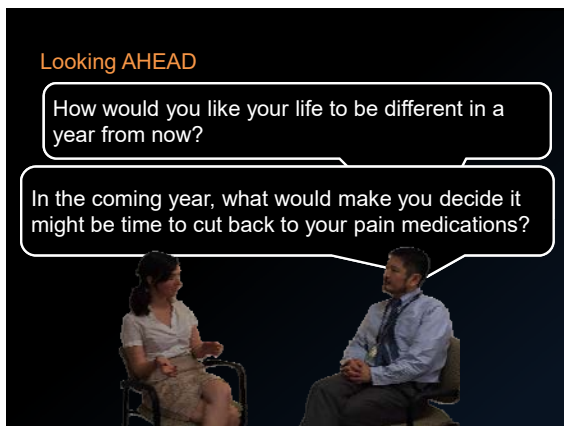 Looking AHEAD
How would you like your life to be different in a
year from now?
In the coming year, what would make you decide it
might be time to cut back to your pain medications?